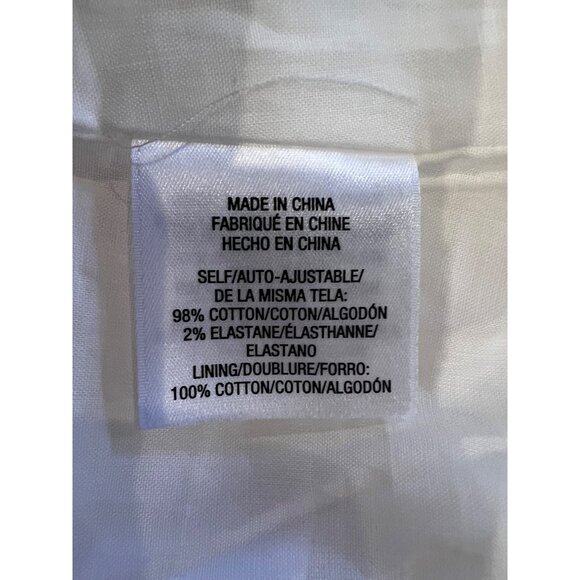 MADE IN CHINA
FABRIQUÉ EN CHINE
HECHO EN CHINA
SELF/AUTO-AJUSTABLE/
DE LA MISMA TELA:
98% COTTON/COTON/ALGODÓN
2% ELASTANE/ÉLASTHANNE/
ELASTANO
LINING/DOUBLURE/FORRO:
100% COTTON/COTON/ALGODÓN